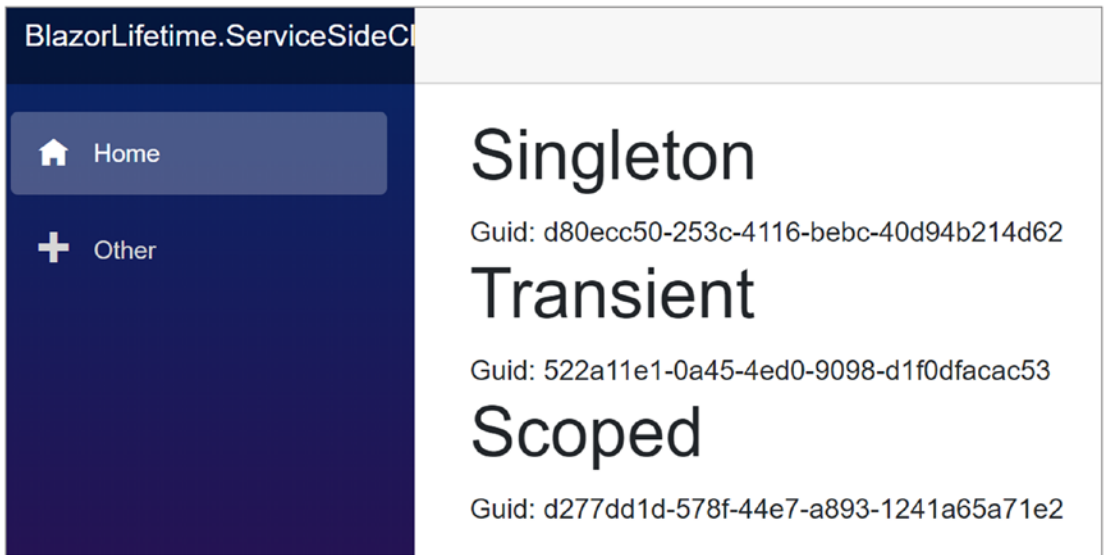 BlazorLifetime.ServiceSideCl
Home
Other
Singleton
Guid: d80ecc50-253c-4116-bebc-40d94b214d62
Transient
Guid: 522a11e1-0a45-4ed0-9098-d1f0dfacac53
Scoped
Guid: d277dd1d-578f-44e7-a893-1241a65a71e2